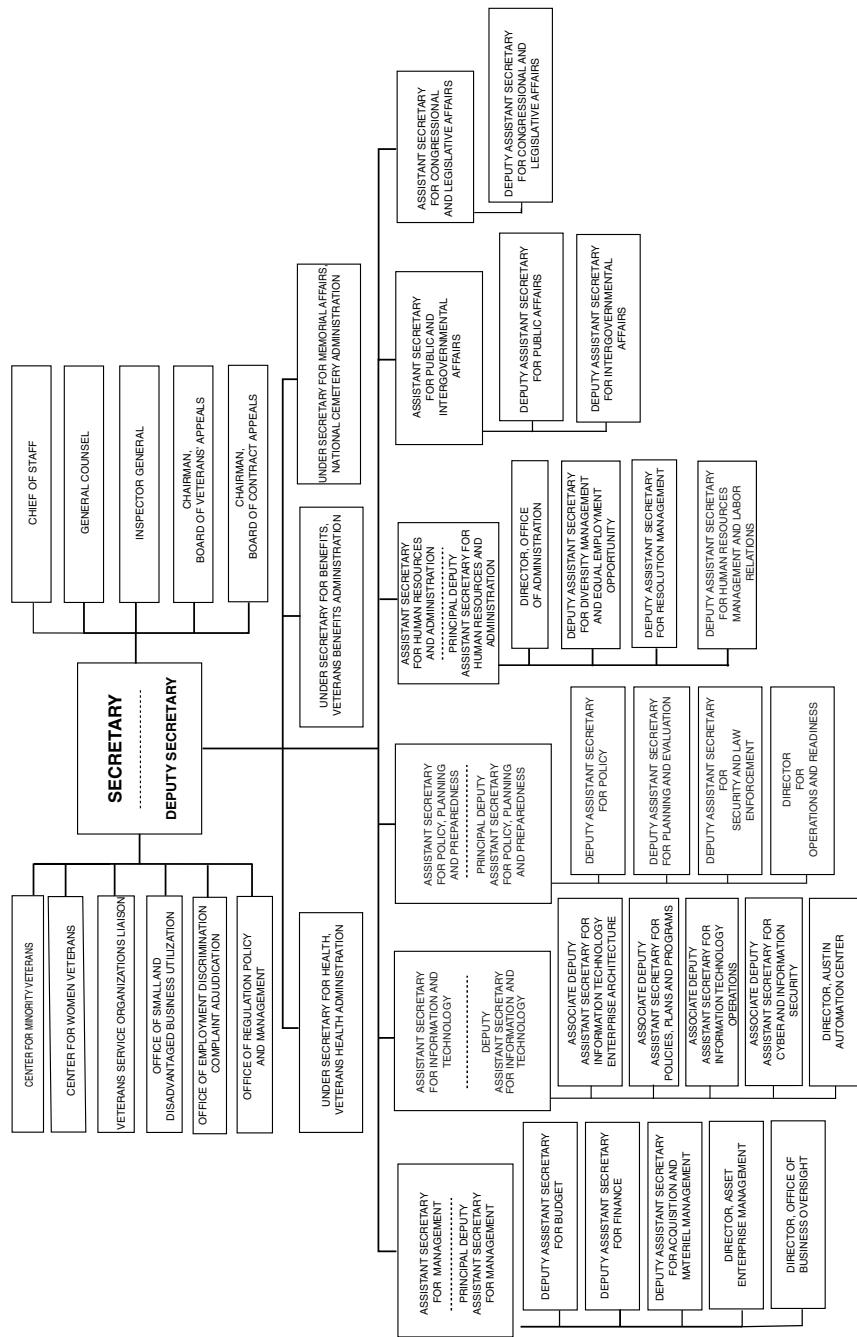 SECRETARY
DEPUTY SECRETARY
CENTER FOR MINORITY VETERANS
CENTER FOR WOMEN VETERANS
VETERANS SERVICE ORGANIZATIONS LIAISON
OFFICE OF SMALL AND
DISADVANTAGED BUSINESS UTILIZATION
OFFICE OF EMPLOYMENT DISCRIMINATION
COMPLAINT ADJUDICATION
OFFICE OF REGULATION POLICY
AND MANAGEMENT
CHIEF OF STAFF
GENERAL COUNSEL
INSPECTOR GENERAL
CHAIRMAN,
BOARD OF VETERANS' APPEALS
CHAIRMAN,
BOARD OF CONTRACT APPEALS
UNDER SECRETARY FOR HEALTH,
VETERANS HEALTH ADMINISTRATION
UNDER SECRETARY FOR BENEFITS,
VETERANS BENEFITS ADMINISTRATION
UNDER SECRETARY FOR MEMORIAL AFFAIRS,
NATIONAL CEMETERY ADMINISTRATION
ASSISTANT SECRETARY
FOR MANAGEMENT
PRINCIPAL DEPUTY
ASSISTANT SECRETARY
FOR MANAGEMENT
DEPUTY ASSISTANT SECRETARY
FOR BUDGET
DEPUTY ASSISTANT SECRETARY
FOR FINANCE
DEPUTY ASSISTANT SECRETARY
FOR ACQUISITION AND
MATERIEL MANAGEMENT
DIRECTOR, ASSET
ENTERPRISE MANAGEMENT
DIRECTOR, OFFICE OF
BUSINESS OVERSIGHT
ASSISTANT SECRETARY
FOR INFORMATION AND
TECHNOLOGY
DEPUTY
ASSISTANT SECRETARY
FOR INFORMATION AND
TECHNOLOGY
ASSOCIATE DEPUTY
ASSISTANT SECRETARY FOR
INFORMATION TECHNOLOGY
ENTERPRISE ARCHITECTURE
ASSOCIATE DEPUTY
ASSISTANT SECRETARY FOR
POLICIES, PLANS AND PROGRAMS
ASSOCIATE DEPUTY
ASSISTANT SECRETARY FOR
INFORMATION TECHNOLOGY
OPERATIONS
ASSOCIATE DEPUTY
ASSISTANT SECRETARY FOR
CYBER AND INFORMATION
SECURITY
DIRECTOR, AUSTIN
AUTOMATION CENTER
ASSISTANT SECRETARY
FOR POLICY, PLANNING
AND PREPAREDNESS
PRINCIPAL DEPUTY
ASSISTANT SECRETARY
FOR POLICY, PLANNING
AND PREPAREDNESS
DEPUTY ASSISTANT SECRETARY
FOR POLICY
DEPUTY ASSISTANT SECRETARY
FOR PLANNING AND EVALUATION
DEPUTY ASSISTANT SECRETARY
FOR
SECURITY AND LAW
ENFORCEMENT
DIRECTOR
FOR
OPERATIONS AND READINESS
ASSISTANT SECRETARY
FOR HUMAN RESOURCES
AND ADMINISTRATION
PRINCIPAL DEPUTY
ASSISTANT SECRETARY FOR
HUMAN RESOURCES AND
ADMINISTRATION
DIRECTOR, OFFICE
OF ADMINISTRATION
DEPUTY ASSISTANT SECRETARY
FOR DIVERSITY MANAGEMENT
AND EQUAL EMPLOYMENT
OPPORTUNITY
DEPUTY ASSISTANT SECRETARY
FOR RESOLUTION MANAGEMENT
DEPUTY ASSISTANT SECRETARY
FOR HUMAN RESOURCES
MANAGEMENT AND LABOR
RELATIONS
ASSISTANT SECRETARY
FOR PUBLIC AND
INTERGOVERNMENTAL
AFFAIRS
DEPUTY ASSISTANT SECRETARY
FOR PUBLIC AFFAIRS
DEPUTY ASSISTANT SECRETARY
FOR INTERGOVERNMENTAL
AFFAIRS
ASSISTANT SECRETARY
FOR CONGRESSIONAL
AND LEGISLATIVE AFFAIRS
DEPUTY ASSISTANT SECRETARY
FOR CONGRESSIONAL AND
LEGISLATIVE AFFAIRS